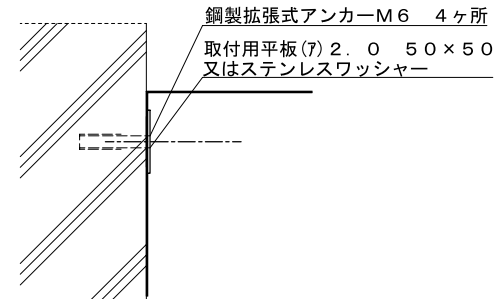 鋼製拡張式アンカーＭ６　４ヶ所
取付用平板(ｱ)２．０　５０×５０
又はステンレスワッシャー